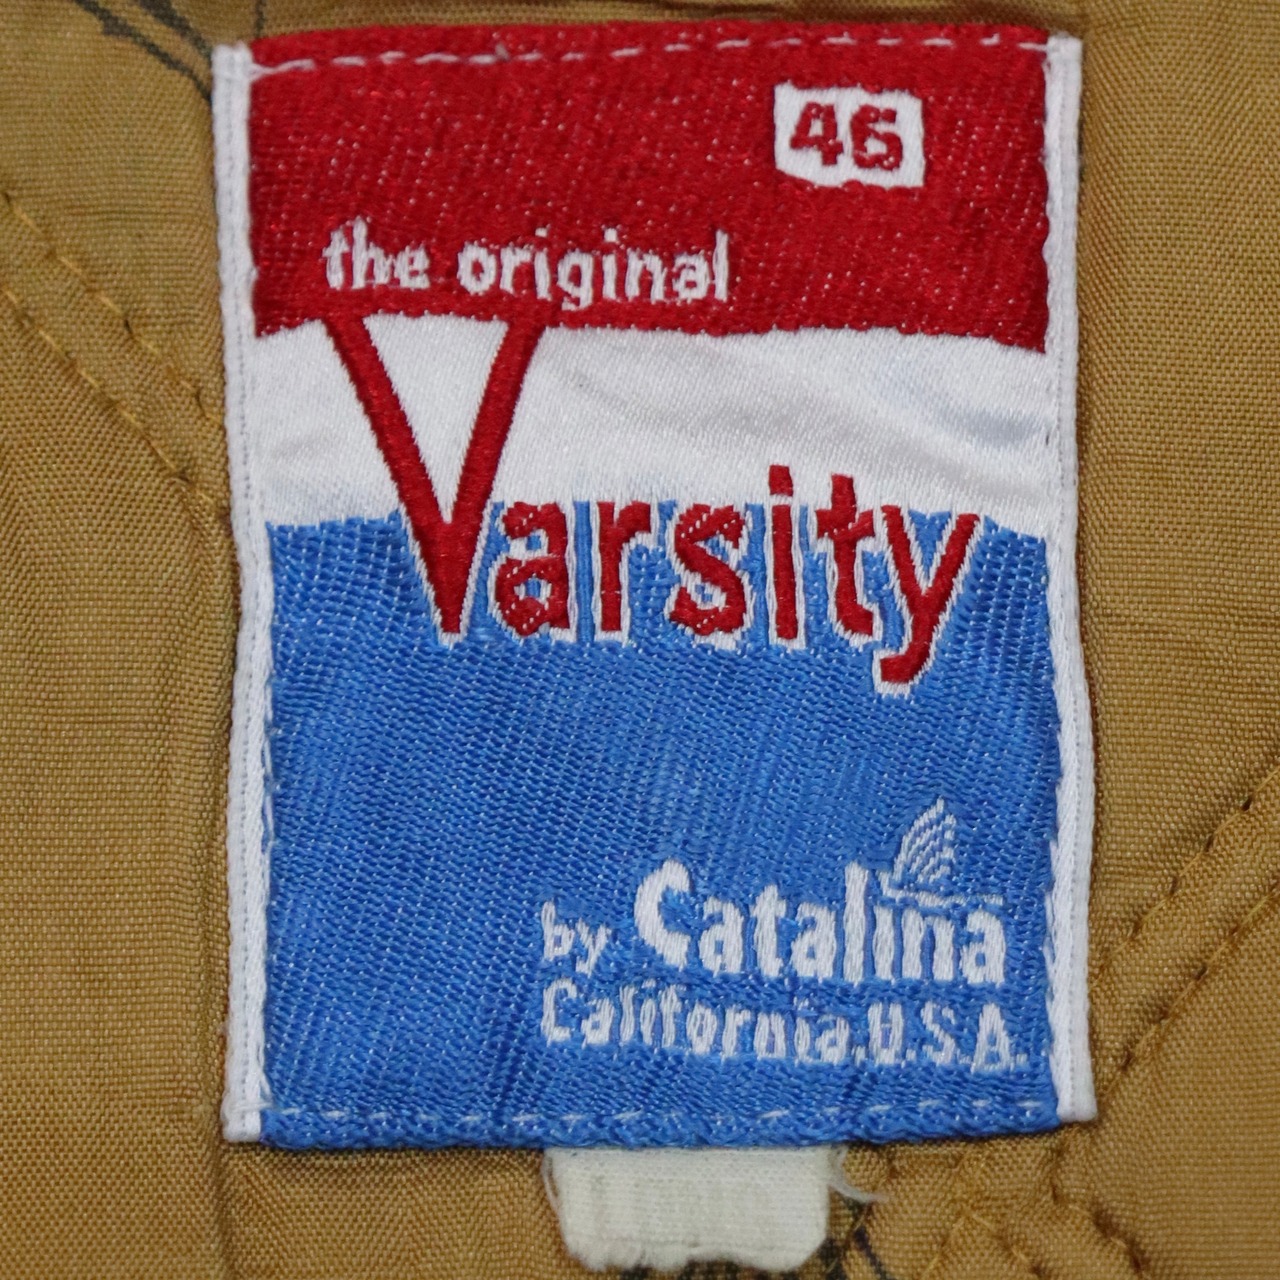 46
the original
Varsity
by Catalina
California, U.S.A.